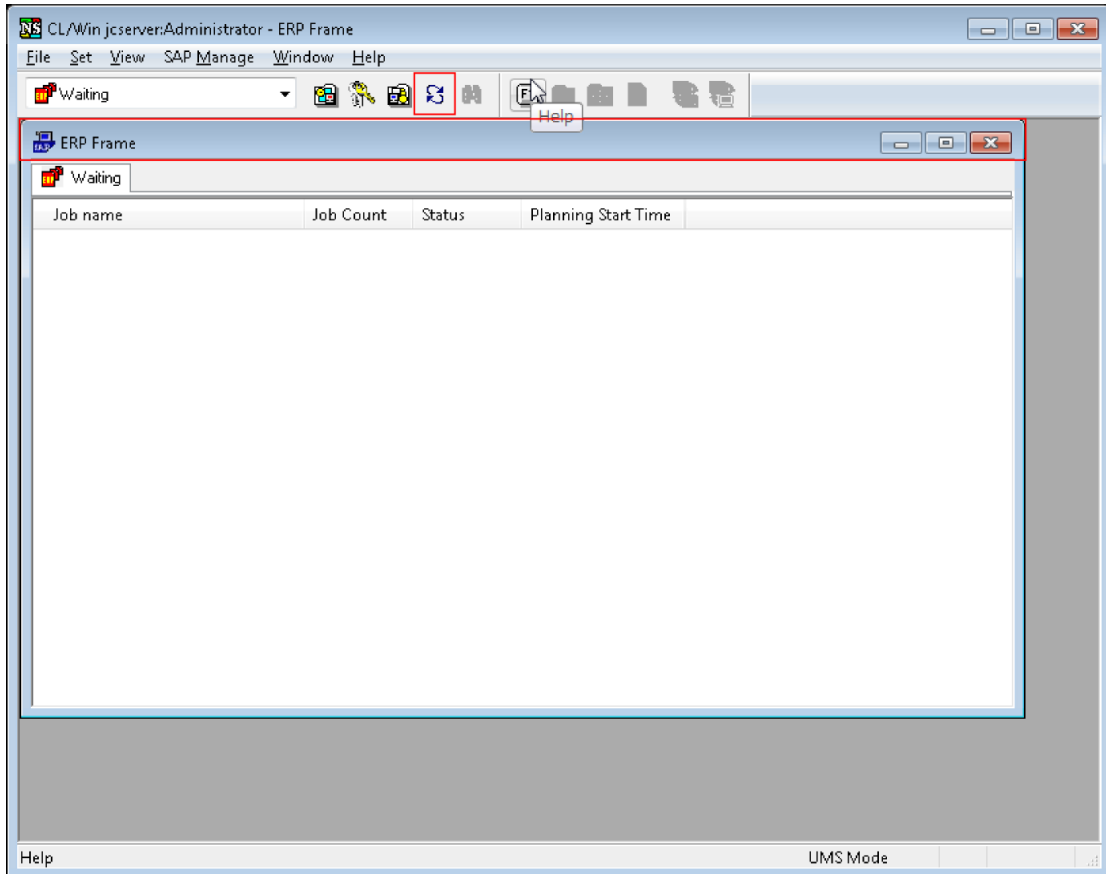 CL/Win jcserver:Administrator - ERP Frame
File Set View SAP Manage Window Help
Waiting
Help
ERP Frame
Waiting
Job name Job Count Status Planning Start Time
Help UMS Mode